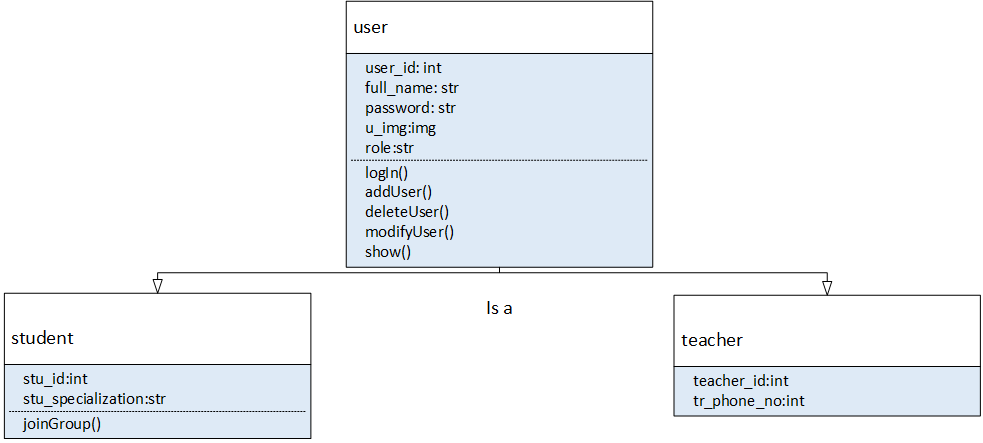 user
user_id: int
full_name: str
password: str
u_img:img
role:str
logIn()
addUser()
deleteUser()
modifyUser()
show()
Is a
student
stu_id:int
stu_specialization:str
joinGroup()
teacher
teacher_id:int
tr_phone_no:int